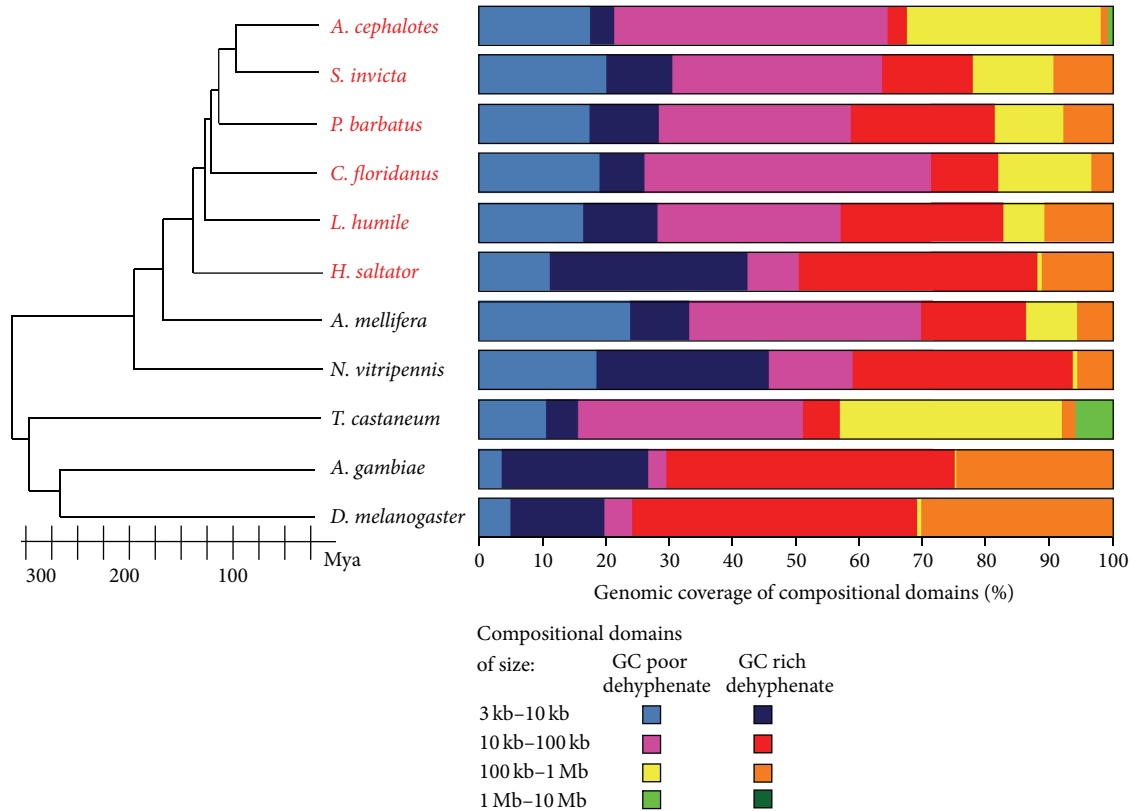 A. cephalotes
S. invicta
P. barbatus
C. floridanus
L. humile
H. saltator
A. mellifera
N. vitripennis
T. castaneum
A. gambiae
D. melanogaster
300 200 100 Mya
0 10 20 30 40 50 60 70 80 90 100
Genomic coverage of compositional domains (%)
Compositional domains
of size: GC poor GC rich
dehyphenate dehyphenate
3 kb–10 kb
10 kb–100 kb
100 kb–1 Mb
1 Mb–10 Mb